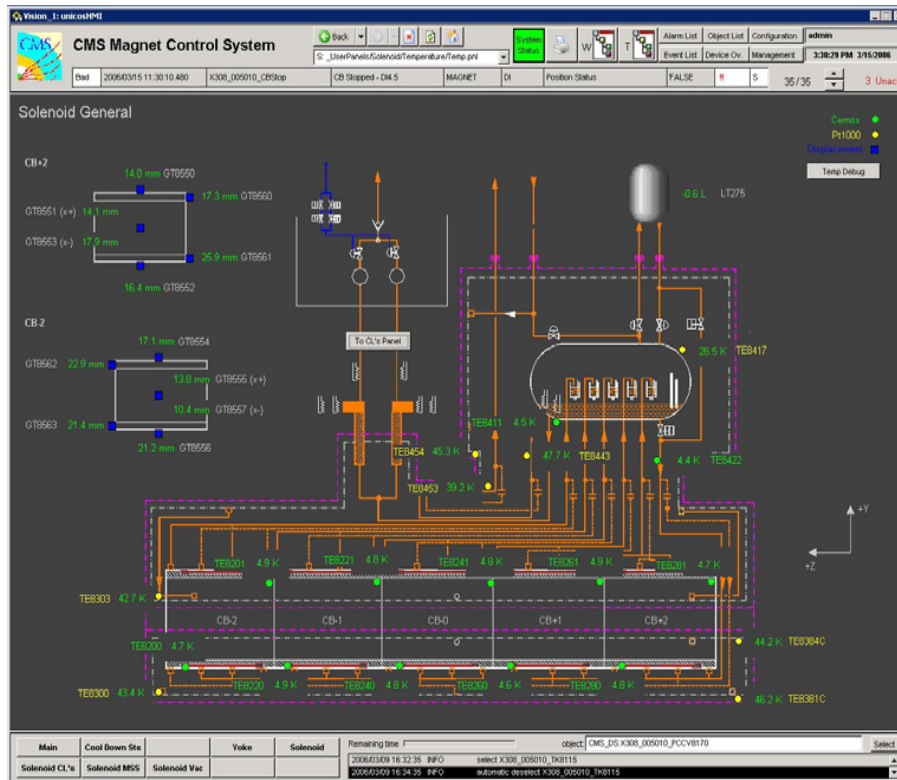 Vision_1: unicosHMI
CMS
CMS Magnet Control System
Back
S: _UserPanels/Solenoid/Temperature/Temp.pnl
System Status
W
T
Alarm List Object List Configuration
Event List Device Ov. Management
admin
3:38:29 PM 3/15/2006
Bad 2006/03/15 11:30:10.480 X308_005010_CBStop CB Stopped - DI4.5 MAGNET DI Position Status FALSE S 35/35 3 Unac
Solenoid General
Cernox
Pt1000
Displacement
Temp Debug
CB+2
14.0 mm GT8550
17.3 mm GT8560
GT8551 (x+) 14.1 mm
GT8553 (x-) 17.9 mm
25.9 mm GT8561
16.4 mm GT8552
-0.6 L LT275
CB-2
17.1 mm GT8554
GT8562 22.9 mm
13.8 mm GT8555 (x+)
10.4 mm GT8557 (x-)
GT8563 21.4 mm
21.2 mm GT8556
To CL's Panel
26.5 K TE8417
TE8411 4.5 K
TE8454 45.3 K
47.7 K TE8443
4.4 K TE8422
TE8453 39.2 K
+Y
+Z
TE8201 4.9 K TE8221 4.8 K TE8241 4.8 K TE8261 4.9 K TE8281 4.7 K
TE8303 42.7 K
CB-2 CB-1 CB-0 CB+1 CB+2
TE8200 4.7 K
44.2 K TE8384C
TE8300 43.4 K
TE8220 4.9 K TE8240 4.8 K TE8260 4.6 K TE8280 4.8 K
46.2 K TE8381C
Main Cool Down Sts Yoke Solenoid
Solenoid CL's Solenoid MSS Solenoid Vac
Remaining time
object: CMS_DS:X308_005010_PCCV8170 Select
2006/03/09 16:32:35 INFO select X308_005010_TK8115
2006/03/09 16:34:35 INFO automatic deselect X308_005010_TK8115